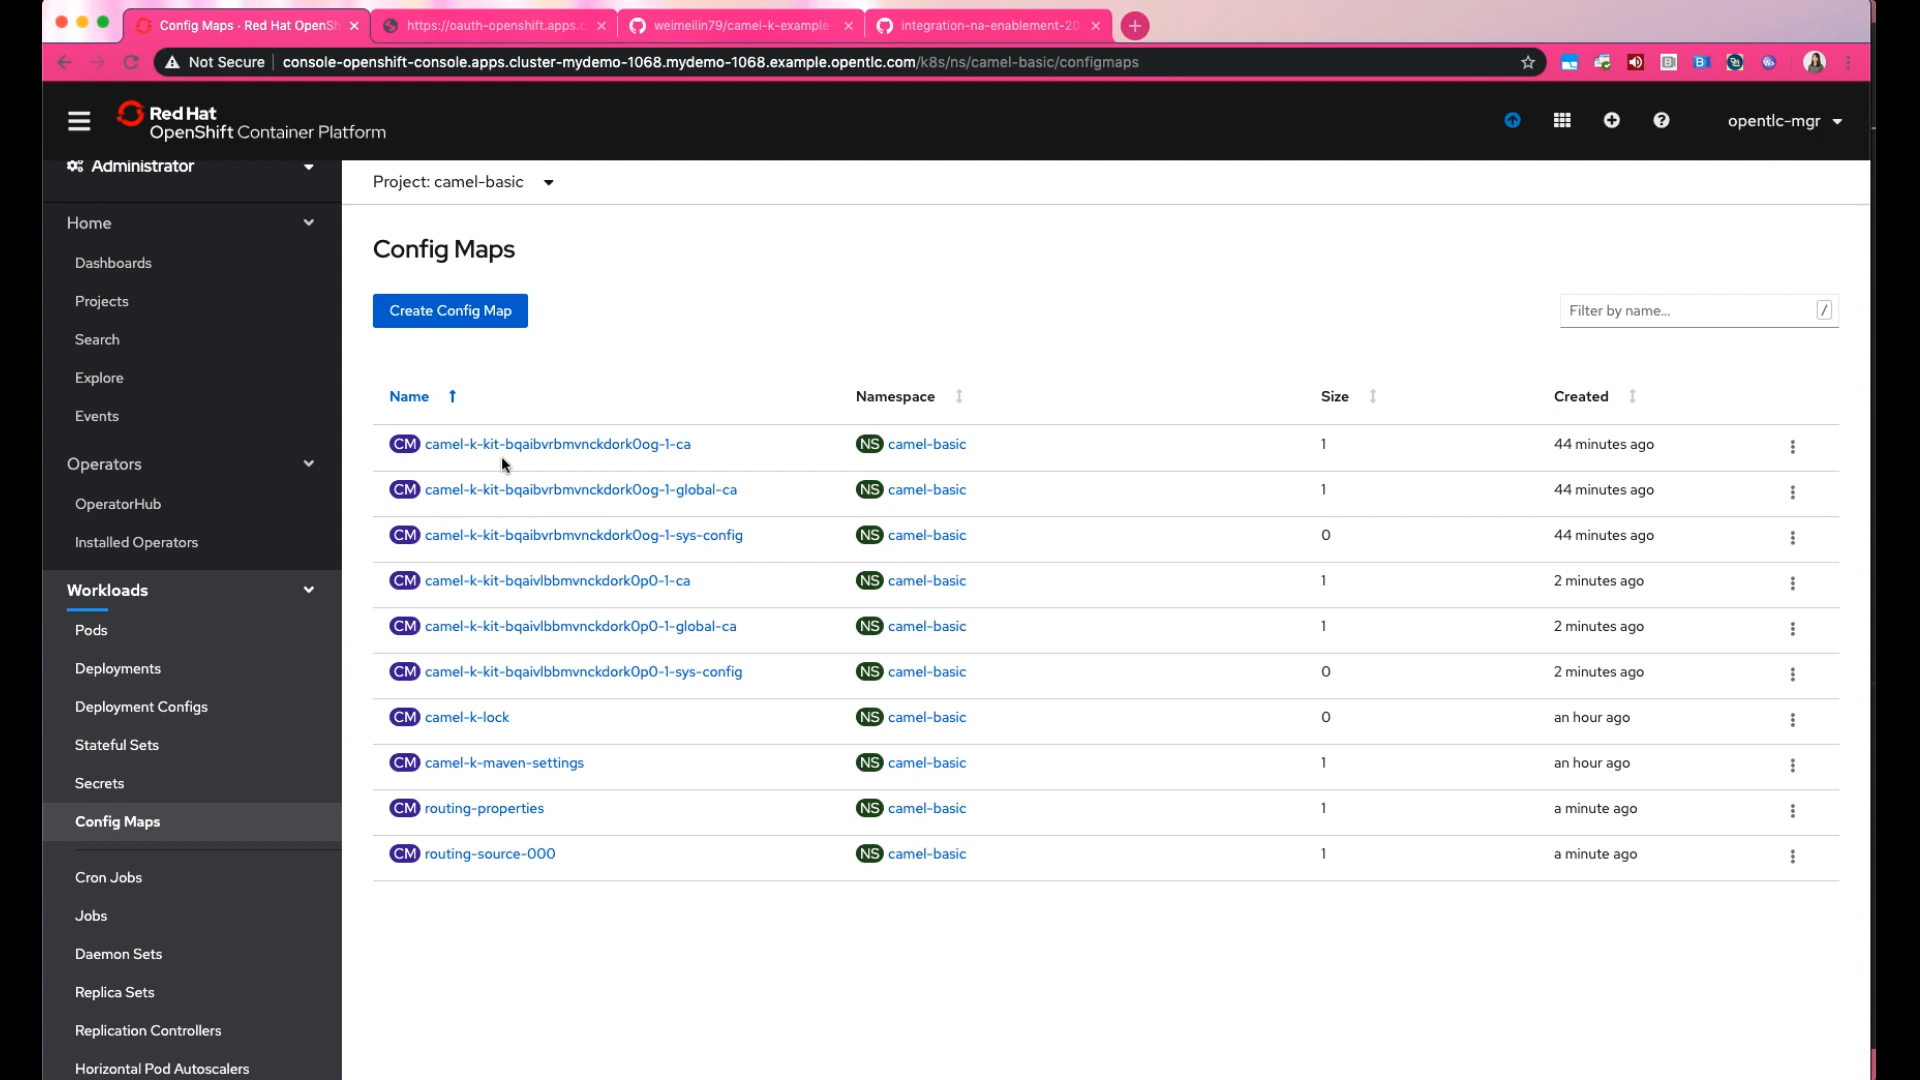 Config Maps - Red Hat OpenSh
https://oauth-openshift.apps.c
weimeilin79/camel-k-example-
integration-na-enablement-20
Not Secure
console-openshift-console.apps.cluster-mydemo-1068.mydemo-1068.example.opentlc.com/k8s/ns/camel-basic/configmaps
Red Hat
OpenShift Container Platform
opentlc-mgr
Administrator
Home
Dashboards
Projects
Search
Explore
Events
Operators
OperatorHub
Installed Operators
Workloads
Pods
Deployments
Deployment Configs
Stateful Sets
Secrets
Config Maps
Cron Jobs
Jobs
Daemon Sets
Replica Sets
Replication Controllers
Horizontal Pod Autoscalers
Project: camel-basic
Config Maps
Create Config Map
Filter by name... /
Name Namespace Size Created
CM camel-k-kit-bqaibvrbmvnckdork0og-1-ca NS camel-basic 1 44 minutes ago
CM camel-k-kit-bqaibvrbmvnckdork0og-1-global-ca NS camel-basic 1 44 minutes ago
CM camel-k-kit-bqaibvrbmvnckdork0og-1-sys-config NS camel-basic 0 44 minutes ago
CM camel-k-kit-bqaivlbbmvnckdork0p0-1-ca NS camel-basic 1 2 minutes ago
CM camel-k-kit-bqaivlbbmvnckdork0p0-1-global-ca NS camel-basic 1 2 minutes ago
CM camel-k-kit-bqaivlbbmvnckdork0p0-1-sys-config NS camel-basic 0 2 minutes ago
CM camel-k-lock NS camel-basic 0 an hour ago
CM camel-k-maven-settings NS camel-basic 1 an hour ago
CM routing-properties NS camel-basic 1 a minute ago
CM routing-source-000 NS camel-basic 1 a minute ago